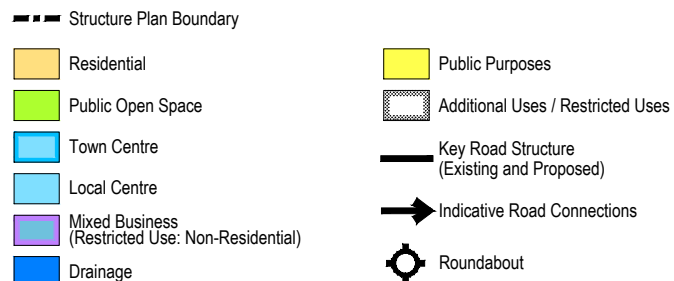 Structure Plan Boundary
Residential
Public Open Space
Town Centre
Local Centre
Mixed Business
(Restricted Use: Non-Residential)
Drainage
Public Purposes
Additional Uses / Restricted Uses
Key Road Structure
(Existing and Proposed)
Indicative Road Connections
Roundabout